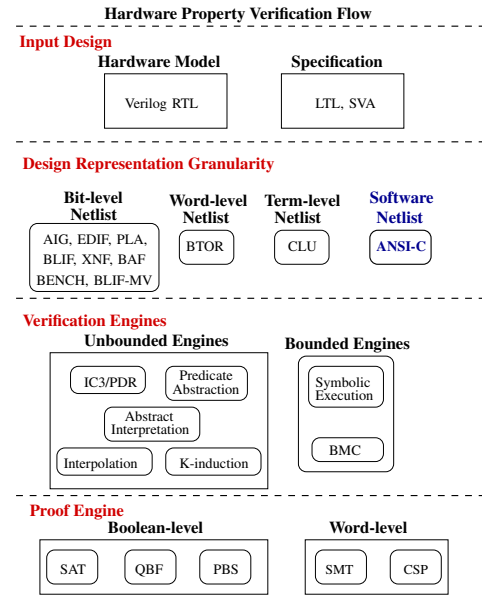 Hardware Property Verification Flow
Input Design
Hardware Model
Specification
Verilog RTL
LTL, SVA
Design Representation Granularity
Bit-level
Netlist
Word-level
Netlist
Term-level
Netlist
Software
Netlist
AIG, EDIF, PLA,
BLIF, XNF, BAF
BENCH, BLIF-MV
BTOR
CLU
ANSI-C
Verification Engines
Unbounded Engines
Bounded Engines
IC3/PDR
Predicate
Abstraction
Abstract
Interpretation
Interpolation
K-induction
Symbolic
Execution
BMC
Proof Engine
Boolean-level
Word-level
SAT
QBF
PBS
SMT
CSP